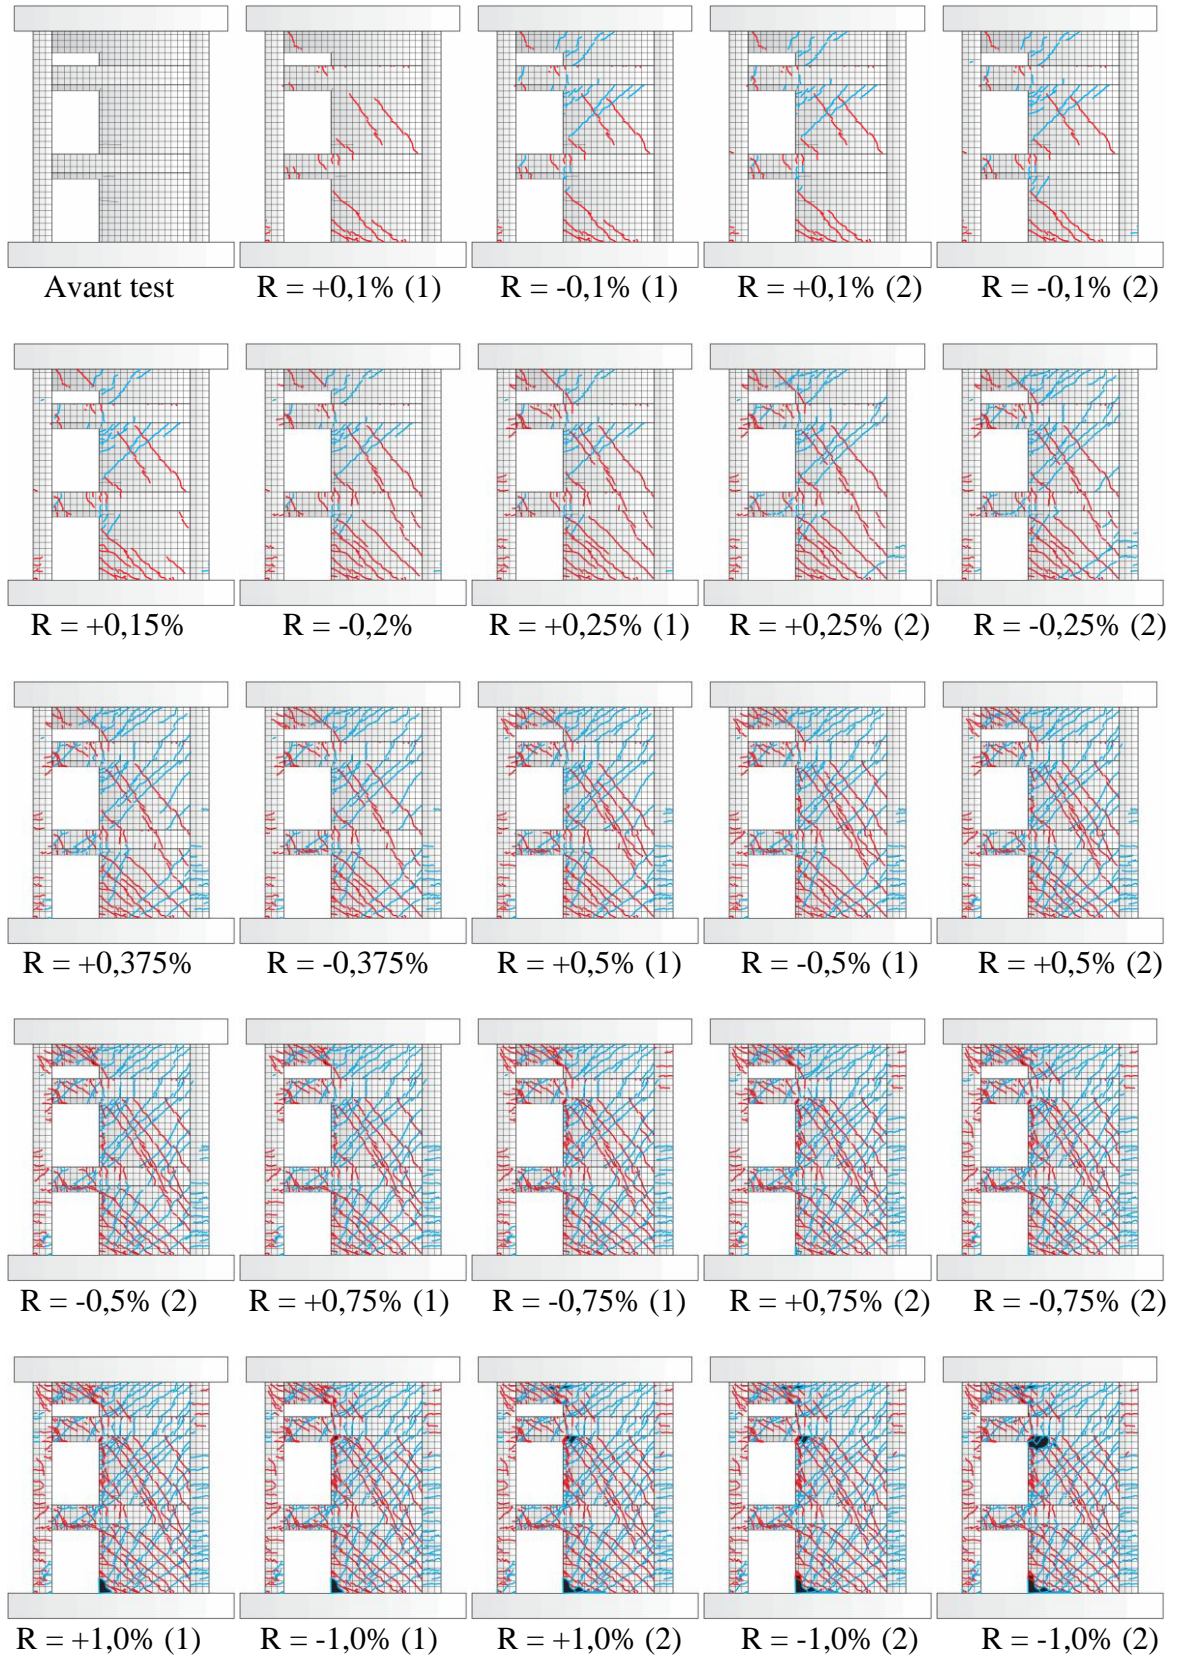 Avant test R = +0,1% (1) R = -0,1% (1) R = +0,1% (2) R = -0,1% (2)
R = +0,15% R = -0,2% R = +0,25% (1) R = +0,25% (2) R = -0,25% (2)
R = +0,375% R = -0,375% R = +0,5% (1) R = -0,5% (1) R = +0,5% (2)
R = -0,5% (2) R = +0,75% (1) R = -0,75% (1) R = +0,75% (2) R = -0,75% (2)
R = +1,0% (1) R = -1,0% (1) R = +1,0% (2) R = -1,0% (2) R = -1,0% (2)